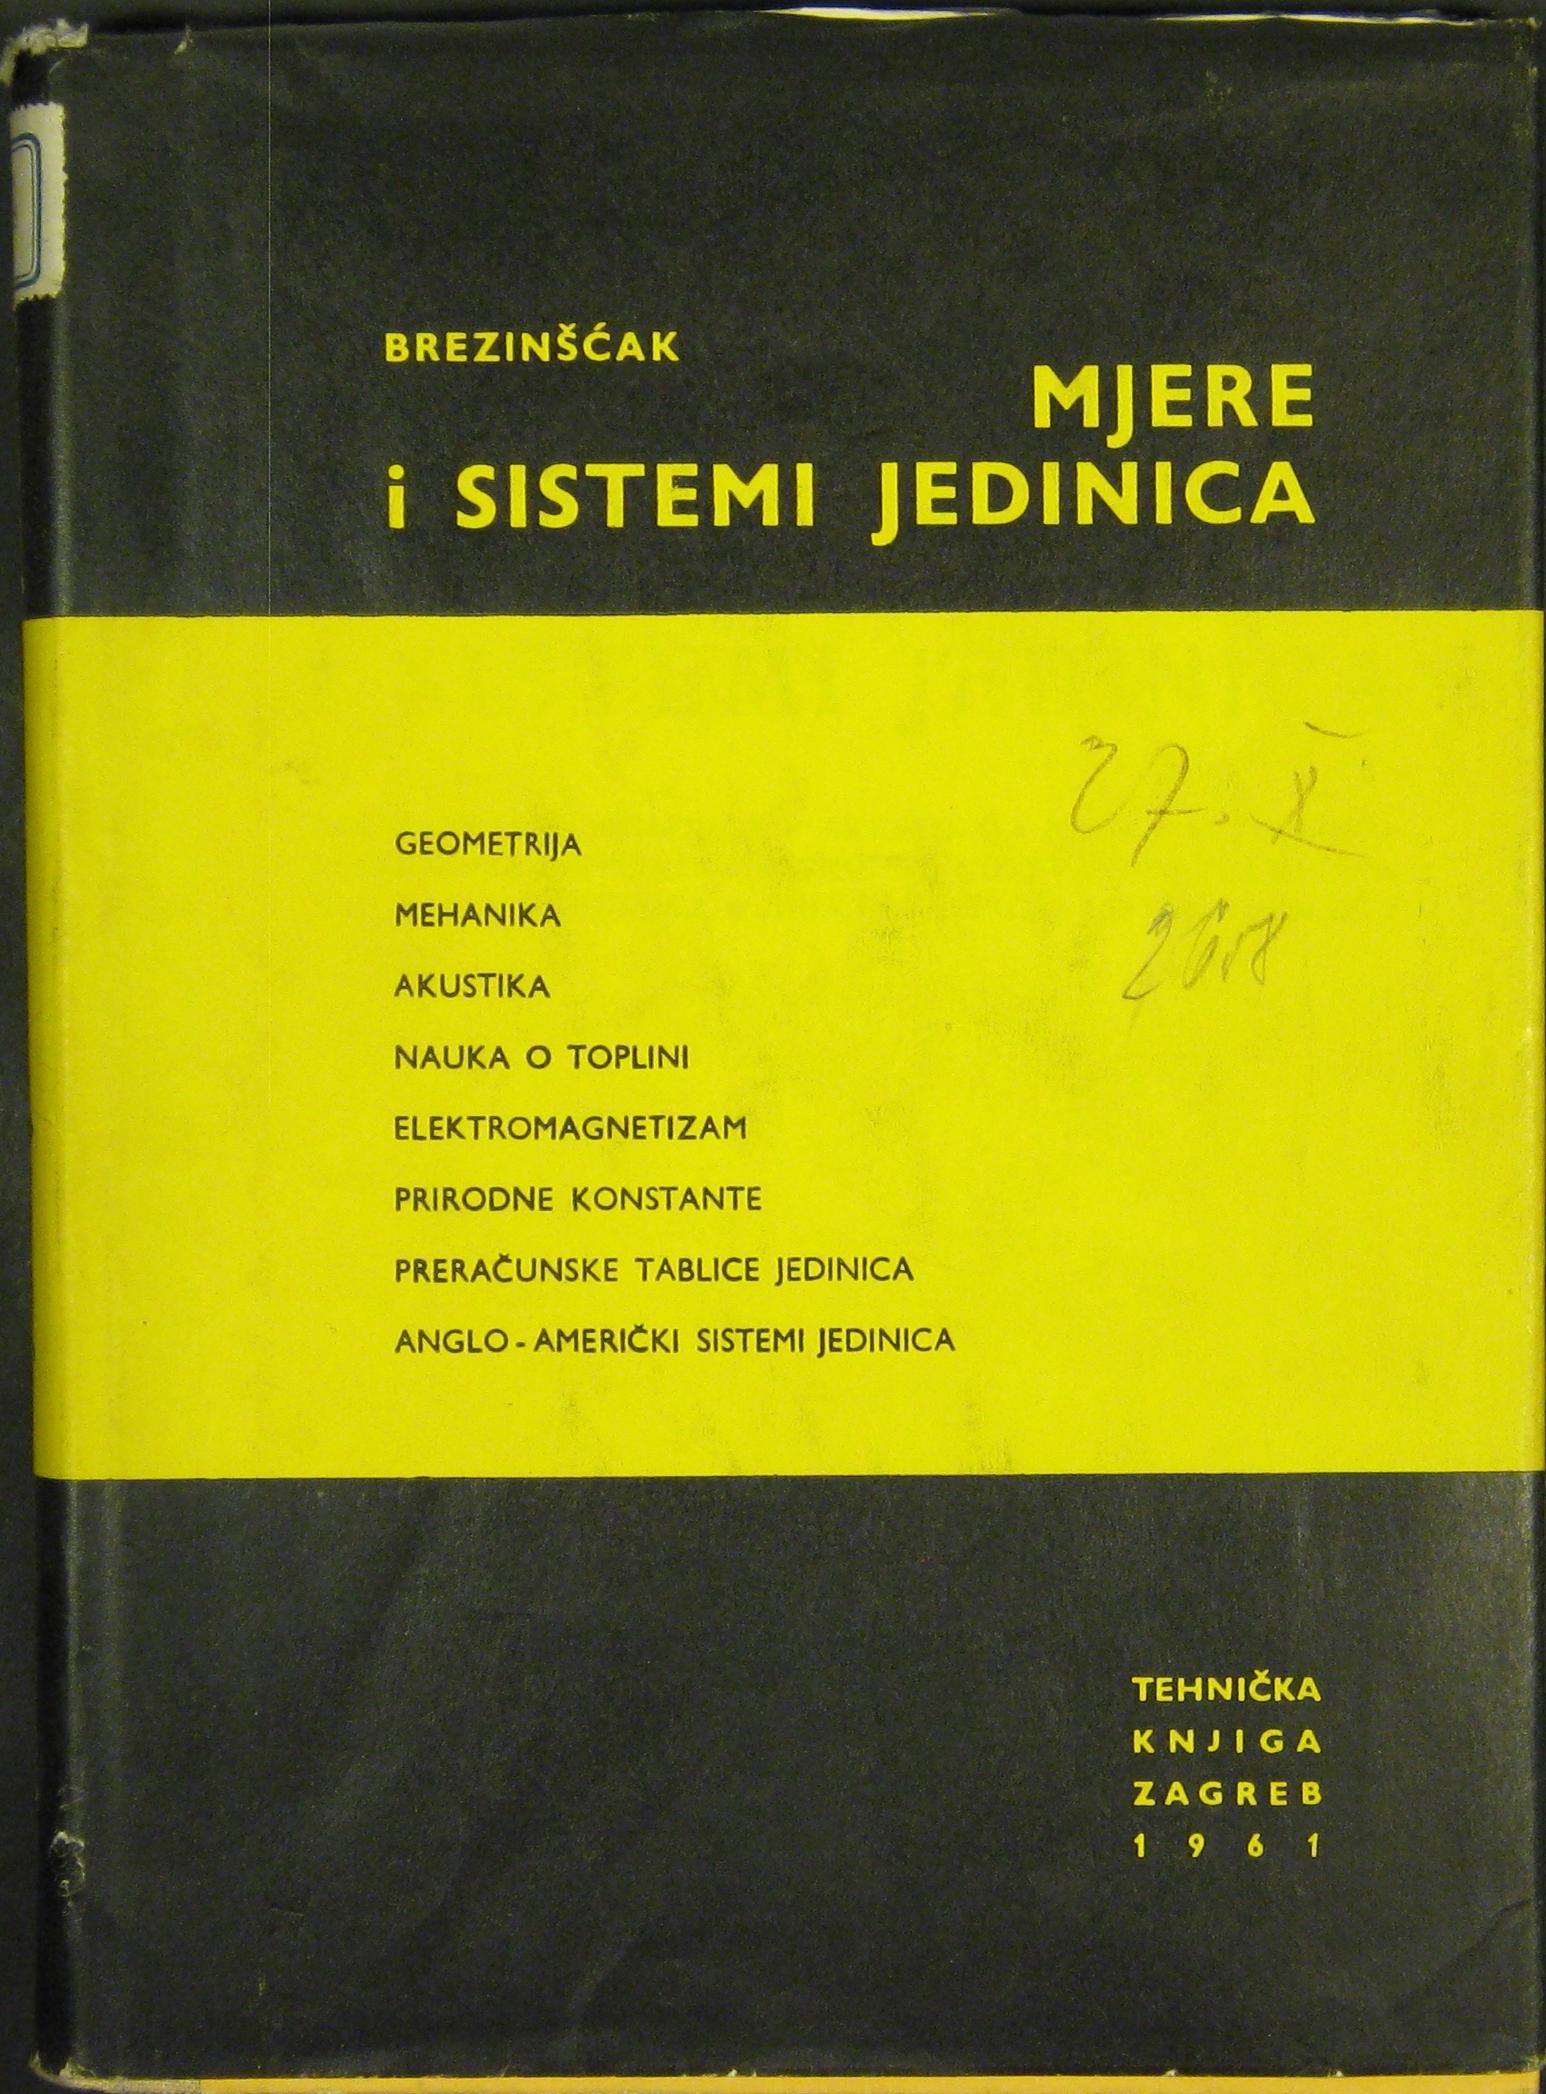 BREZINŠĆAK
MJERE
i SISTEMI JEDINICA
27. X
GEOMETRIJA
MEHANIKA
AKUSTIKA
NAUKA O TOPLINI
ELEKTROMAGNETIZAM
PRIRODNE KONSTANTE
PRERAČUNSKE TABLICE JEDINICA
ANGLO-AMERIČKI SISTEMI JEDINICA
TEHNIČKA
KNJIGA
ZAGREB
1961